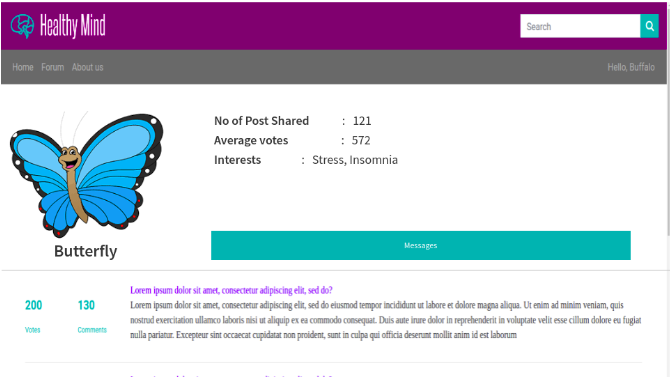 Healthy Mind
Search
Home Forum About us
Hello, Buffalo
No of Post Shared : 121
Average votes : 572
Interests : Stress, Insomnia
Butterfly
Messages
200 Votes
130 Comments
Lorem ipsum dolor sit amet, consectetur adipiscing elit, sed do?
Lorem ipsum dolor sit amet, consectetur adipiscing elit, sed do eiusmod tempor incididunt ut labore et dolore magna aliqua. Ut enim ad minim veniam, quis
nostrud exercitation ullamco laboris nisi ut aliquip ex ea commodo consequat. Duis aute irure dolor in reprehenderit in voluptate velit esse cillum dolore eu fugiat
nulla pariatur. Excepteur sint occaecat cupidatat non proident, sunt in culpa qui officia deserunt mollit anim id est laborum